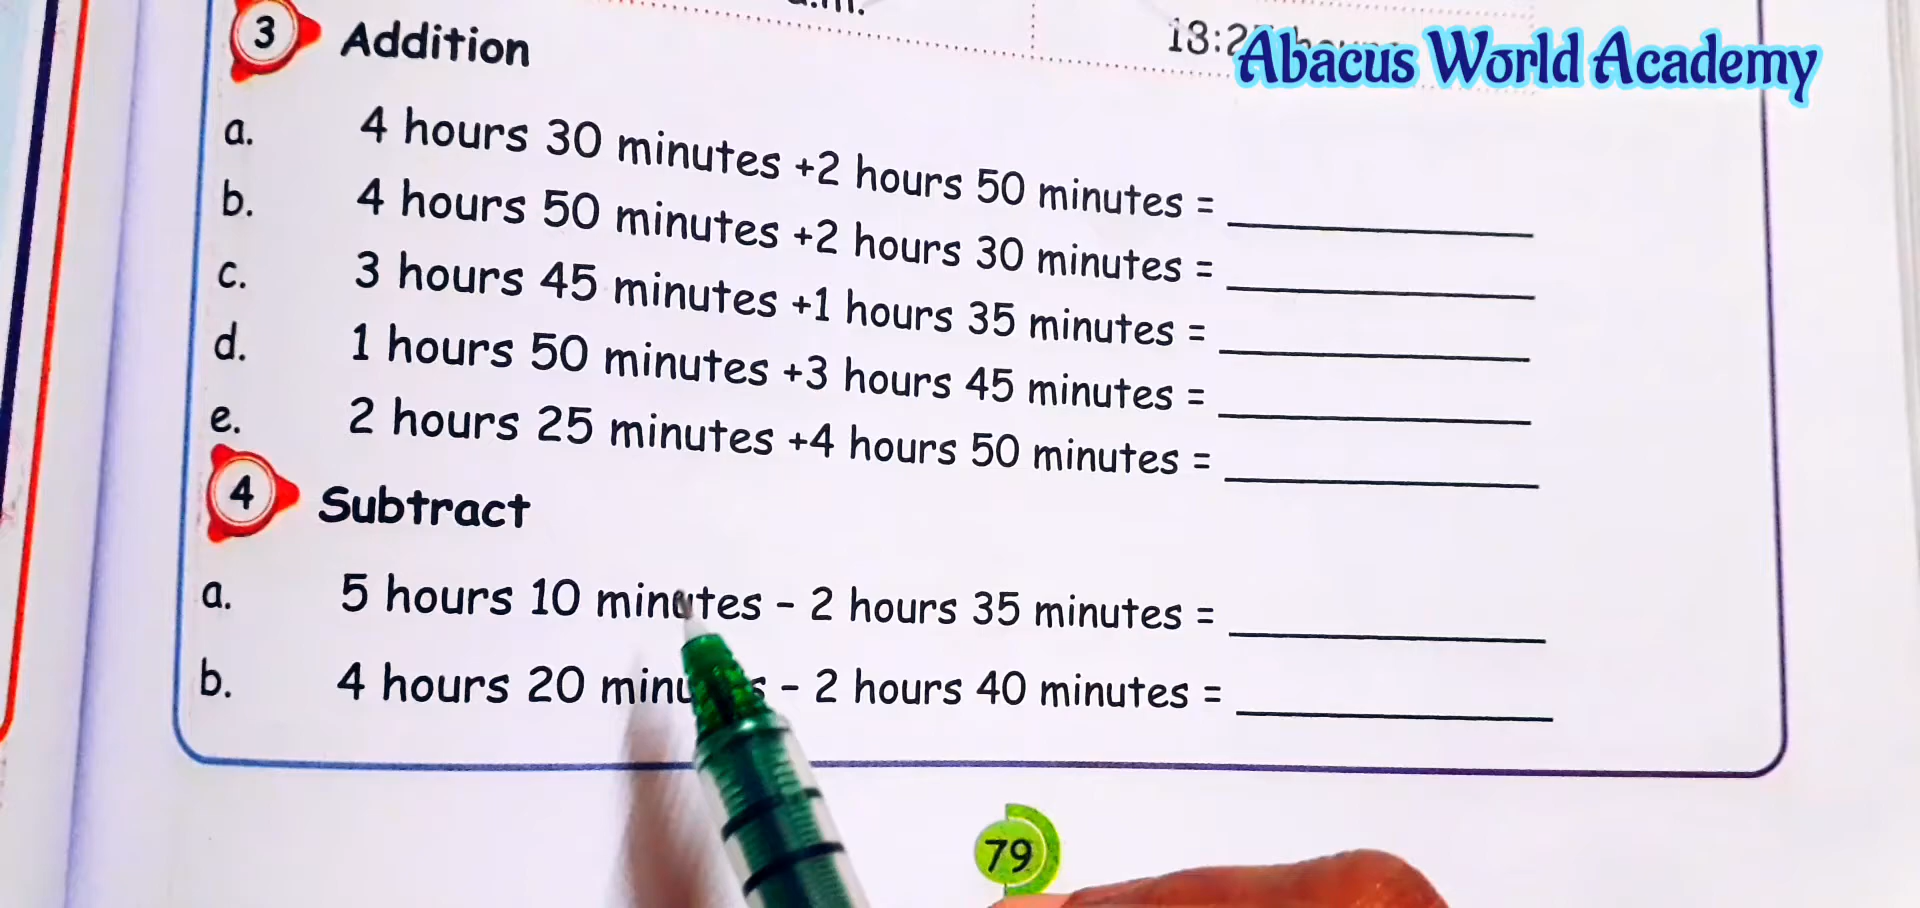 3 Addition
Abacus World Academy
a. 4 hours 30 minutes +2 hours 50 minutes =
b. 4 hours 50 minutes +2 hours 30 minutes =
c. 3 hours 45 minutes +1 hours 35 minutes =
d. 1 hours 50 minutes +3 hours 45 minutes =
e. 2 hours 25 minutes +4 hours 50 minutes =
4 Subtract
a. 5 hours 10 minutes - 2 hours 35 minutes =
b. 4 hours 20 - 2 hours 40 minutes =
79